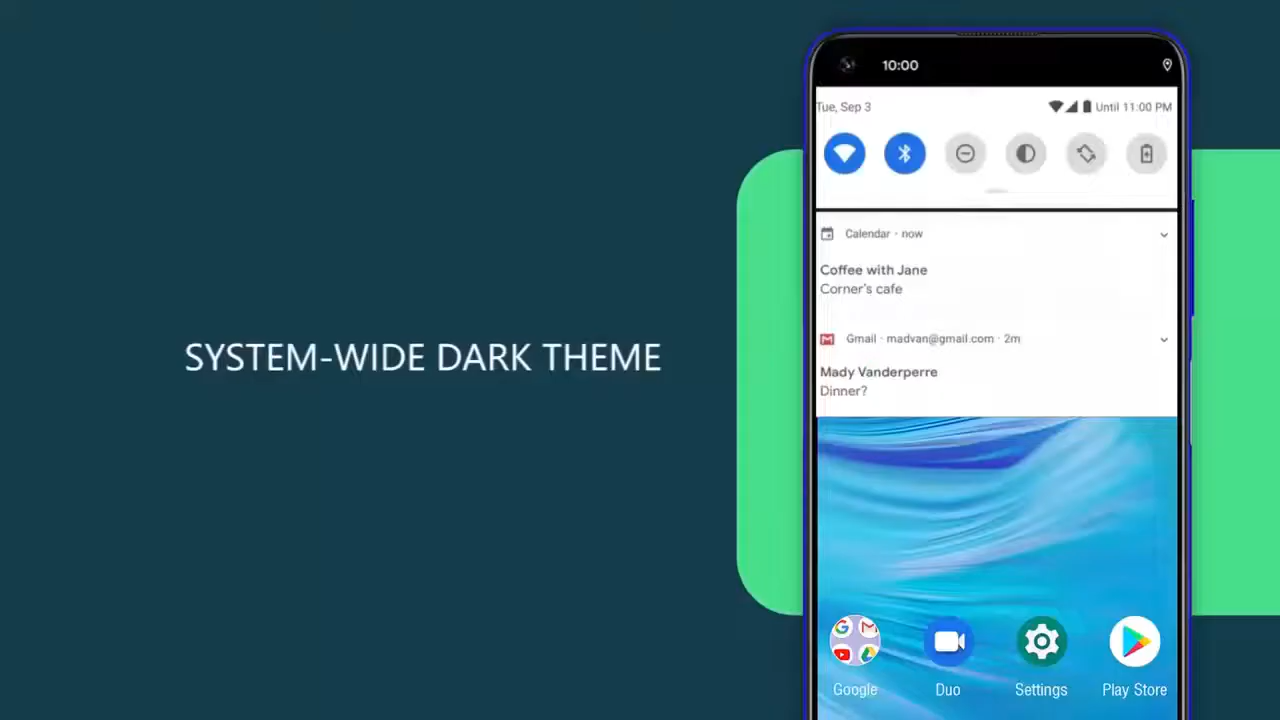 SYSTEM-WIDE DARK THEME
10:00
Tue, Sep 3 Until 11:00 PM
Calendar · now
Coffee with Jane
Corner's cafe
Gmail · madvan@gmail.com · 2m
Mady Vanderperre
Dinner?
Google Duo Settings Play Store